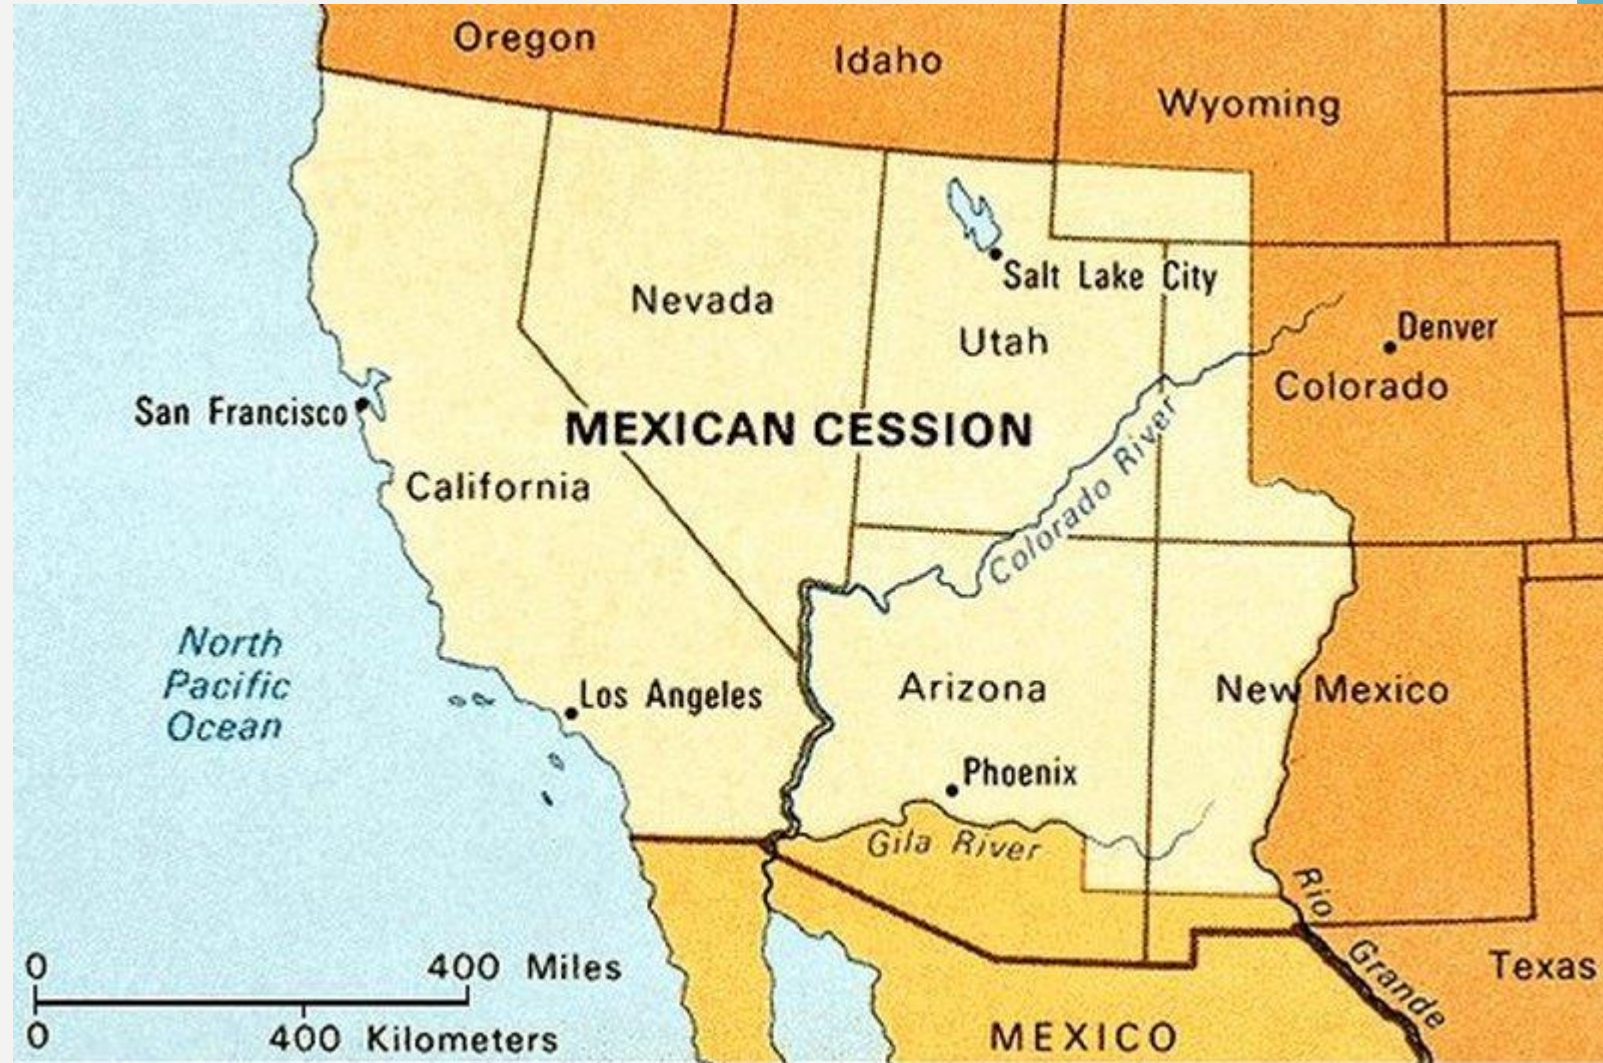 Oregon
Idaho
Wyoming
Salt Lake City
Nevada
Denver
Utah
Colorado
San Francisco
MEXICAN CESSION
California
Colorado River
North
Pacific
Ocean
Los Angeles
Arizona
New Mexico
Phoenix
Gila River
Rio
Grande
Texas
MEXICO
0 400 Miles
0 400 Kilometers